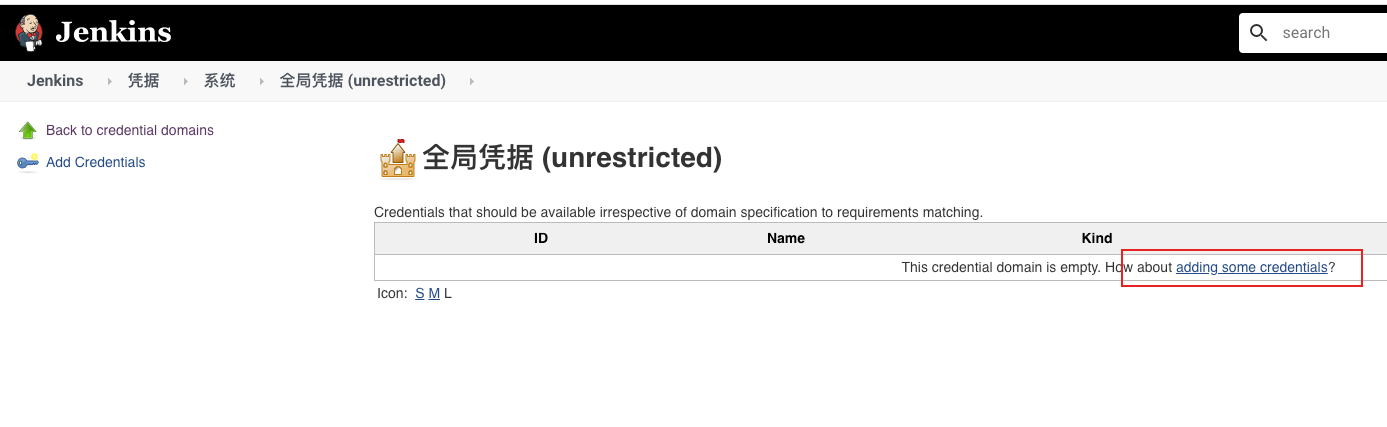 Jenkins
search
Jenkins 凭据 系统 全局凭据 (unrestricted)
Back to credential domains
Add Credentials
全局凭据 (unrestricted)
Credentials that should be available irrespective of domain specification to requirements matching.
ID Name Kind
This credential domain is empty. How about adding some credentials?
Icon: S M L